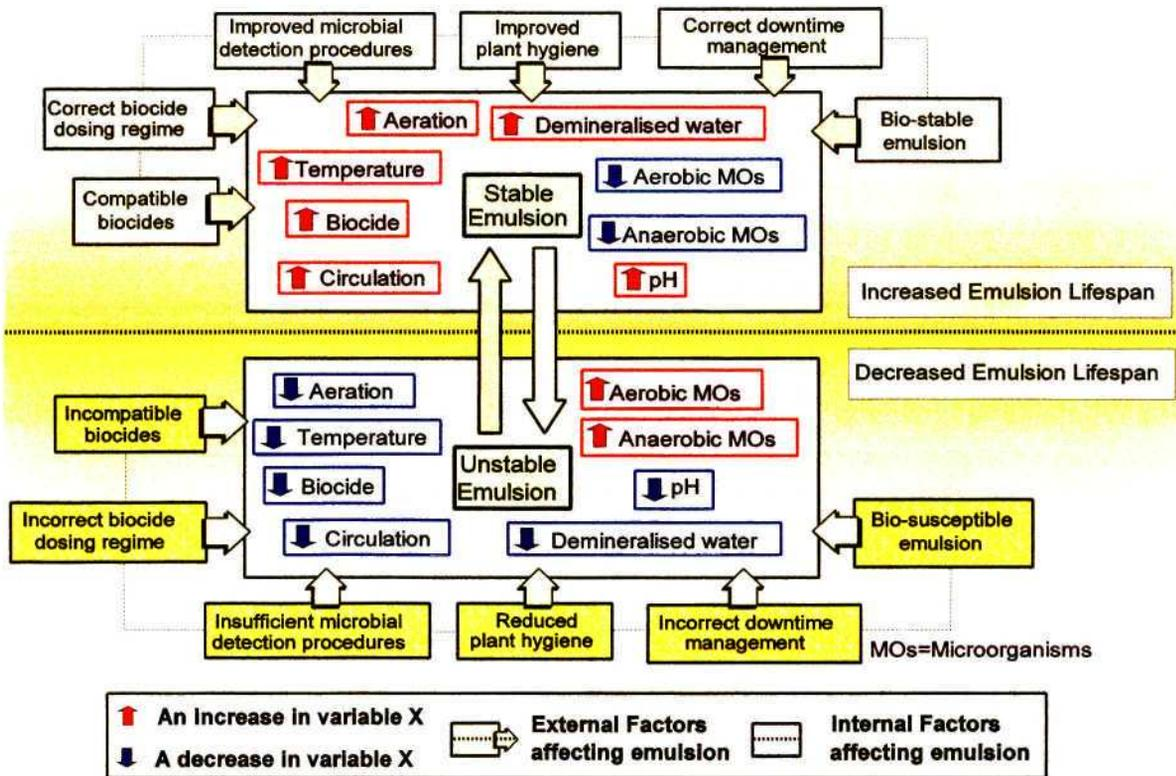 Improved microbial
detection procedures
Improved
plant hygiene
Correct downtime
management
Correct biocide
dosing regime
Aeration
Demineralised water
Bio-stable
emulsion
Temperature
Aerobic MOs
Compatible
biocides
Stable
Emulsion
Biocide
Anaerobic MOs
Circulation
pH
Increased Emulsion Lifespan
Decreased Emulsion Lifespan
Aeration
Aerobic MOs
Incompatible
biocides
Temperature
Anaerobic MOs
Unstable
Emulsion
Biocide
pH
Incorrect biocide
dosing regime
Circulation
Demineralised water
Bio-susceptible
emulsion
Insufficient microbial
detection procedures
Reduced
plant hygiene
Incorrect downtime
management
MOs=Microorganisms
An Increase in variable X
A decrease in variable X
External Factors
affecting emulsion
Internal Factors
affecting emulsion